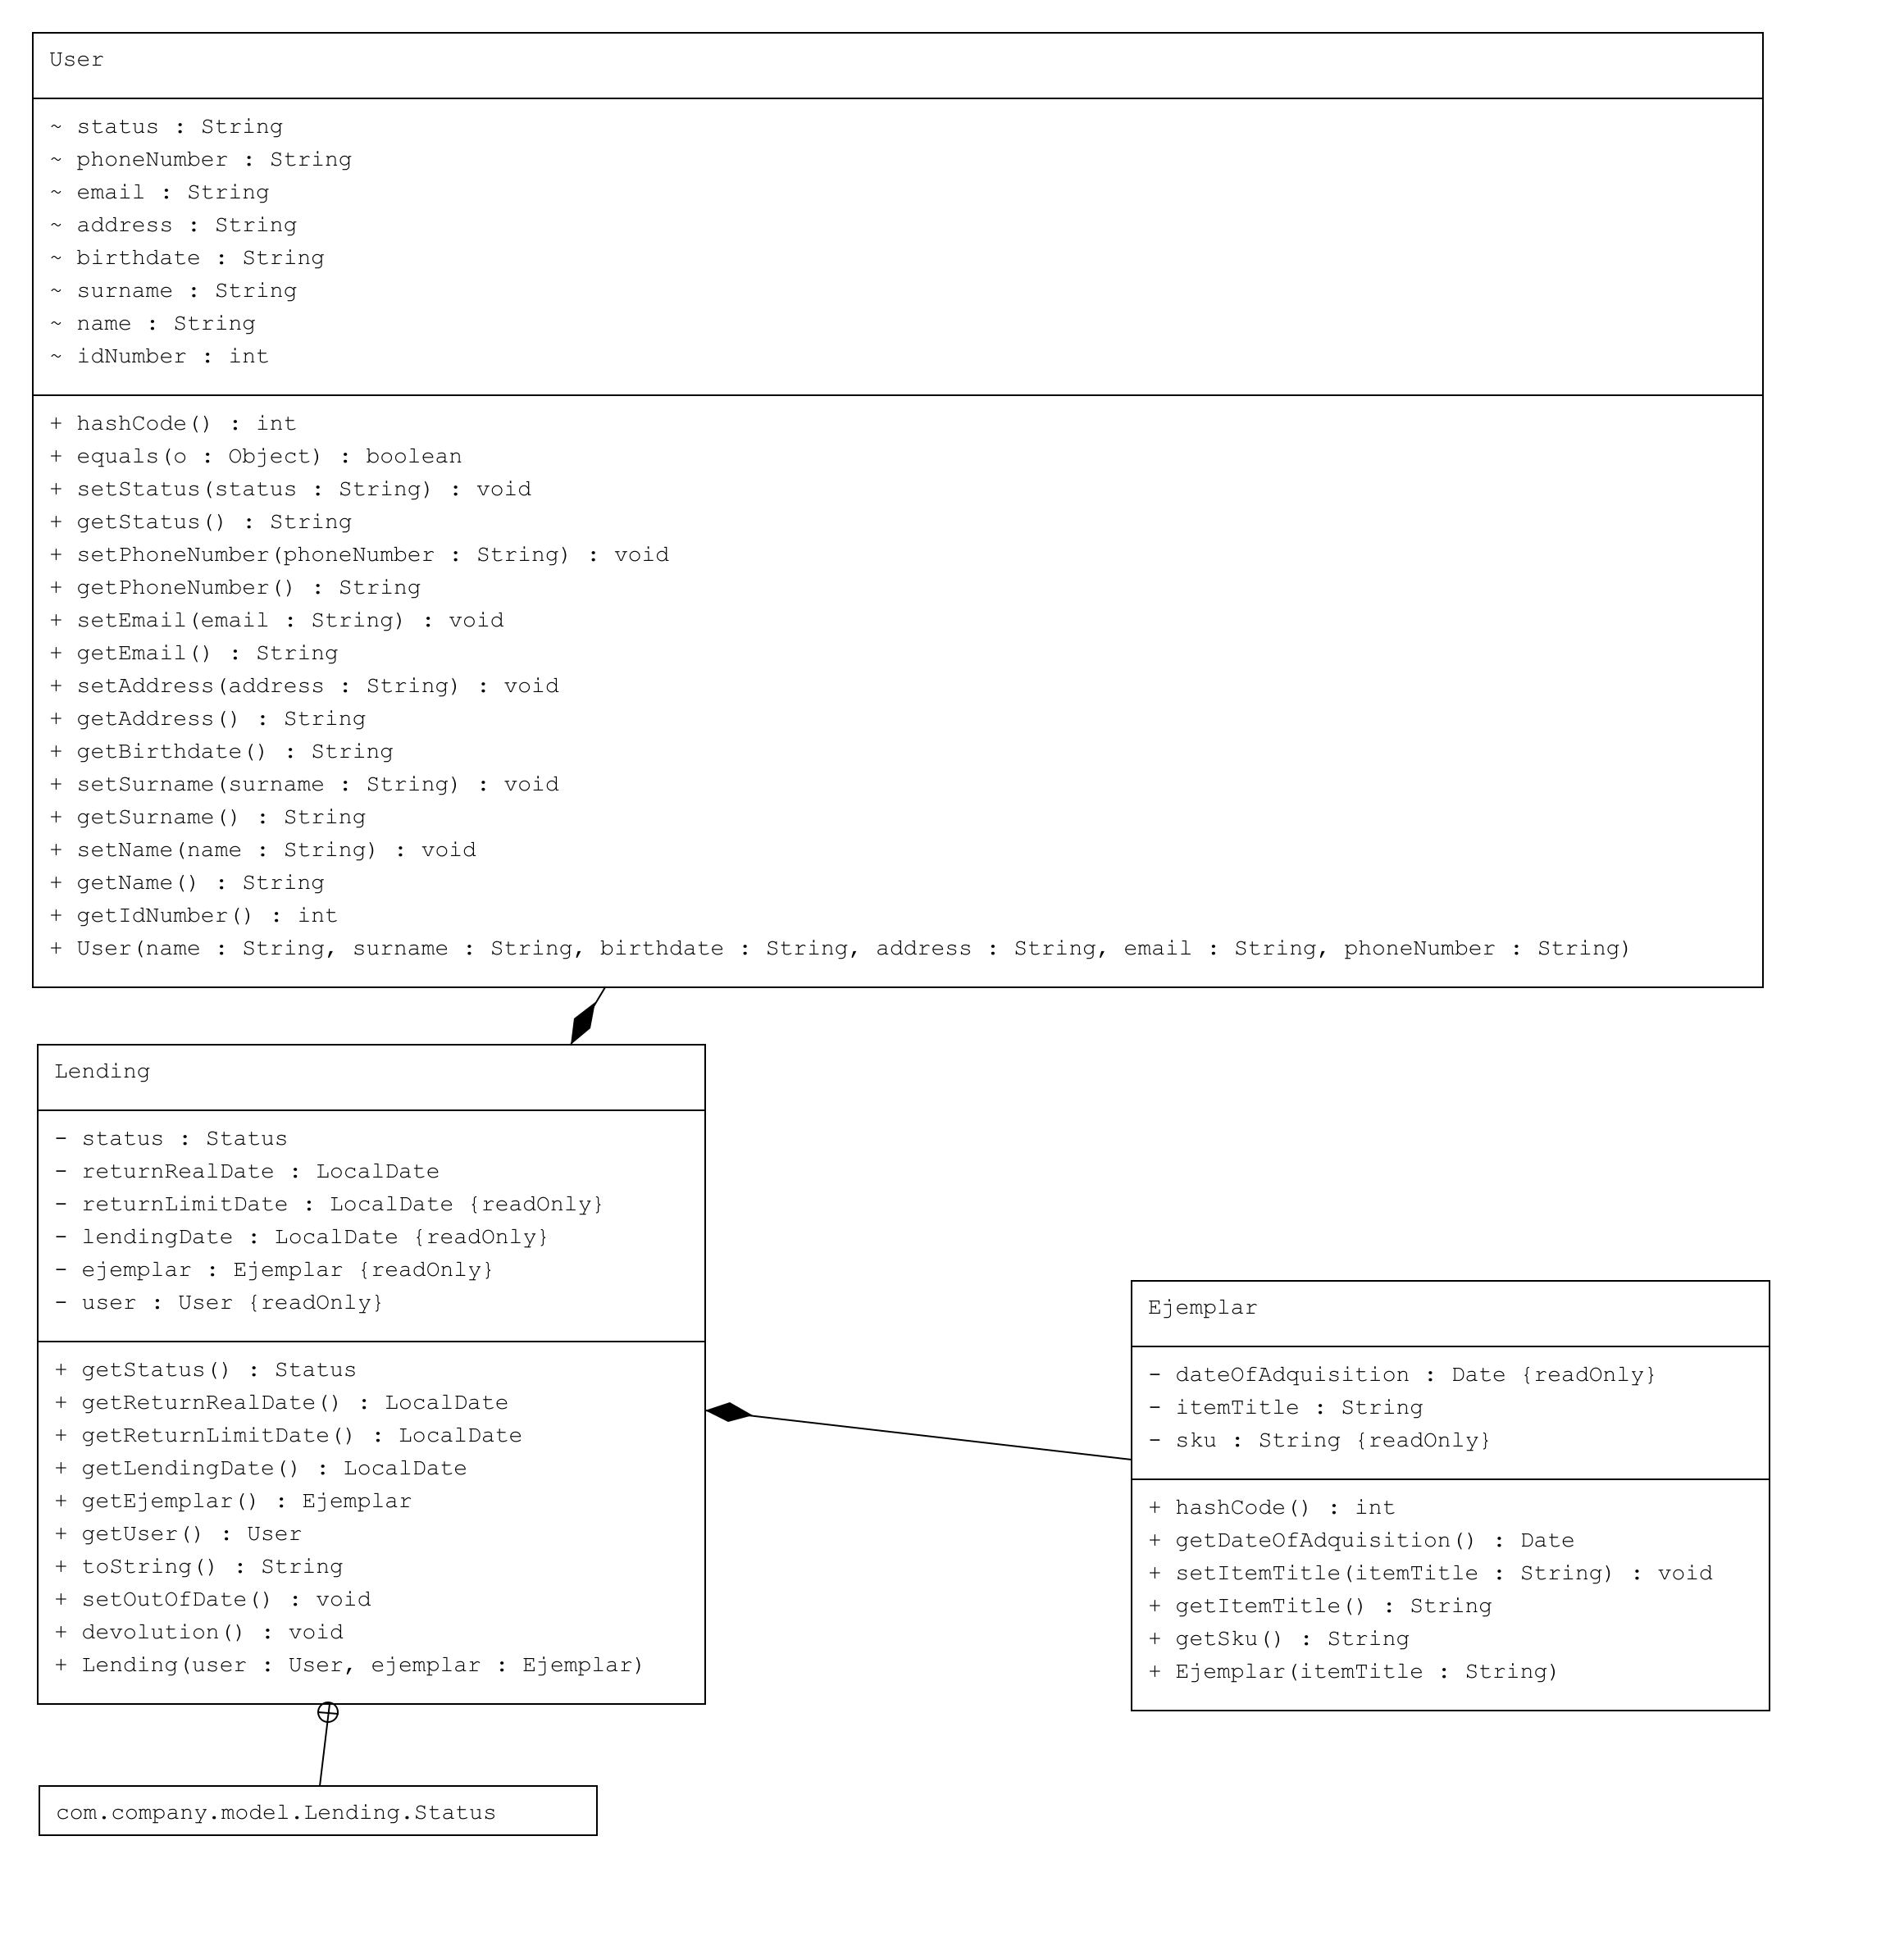 User
~ status : String
~ phoneNumber : String
~ email : String
~ address : String
~ birthdate : String
~ surname : String
~ name : String
~ idNumber : int
+ hashCode() : int
+ equals(o : Object) : boolean
+ setStatus(status : String) : void
+ getStatus() : String
+ setPhoneNumber(phoneNumber : String) : void
+ getPhoneNumber() : String
+ setEmail(email : String) : void
+ getEmail() : String
+ setAddress(address : String) : void
+ getAddress() : String
+ getBirthdate() : String
+ setSurname(surname : String) : void
+ getSurname() : String
+ setName(name : String) : void
+ getName() : String
+ getIdNumber() : int
+ User(name : String, surname : String, birthdate : String, address : String, email : String, phoneNumber : String)
Lending
- status : Status
- returnRealDate : LocalDate
- returnLimitDate : LocalDate {readOnly}
- lendingDate : LocalDate {readOnly}
- ejemplar : Ejemplar {readOnly}
- user : User {readOnly}
+ getStatus() : Status
+ getReturnRealDate() : LocalDate
+ getReturnLimitDate() : LocalDate
+ getLendingDate() : LocalDate
+ getEjemplar() : Ejemplar
+ getUser() : User
+ toString() : String
+ setOutOfDate() : void
+ devolution() : void
+ Lending(user : User, ejemplar : Ejemplar)
Ejemplar
- dateOfAdquisition : Date {readOnly}
- itemTitle : String
- sku : String {readOnly}
+ hashCode() : int
+ getDateOfAdquisition() : Date
+ setItemTitle(itemTitle : String) : void
+ getItemTitle() : String
+ getSku() : String
+ Ejemplar(itemTitle : String)
com.company.model.Lending.Status